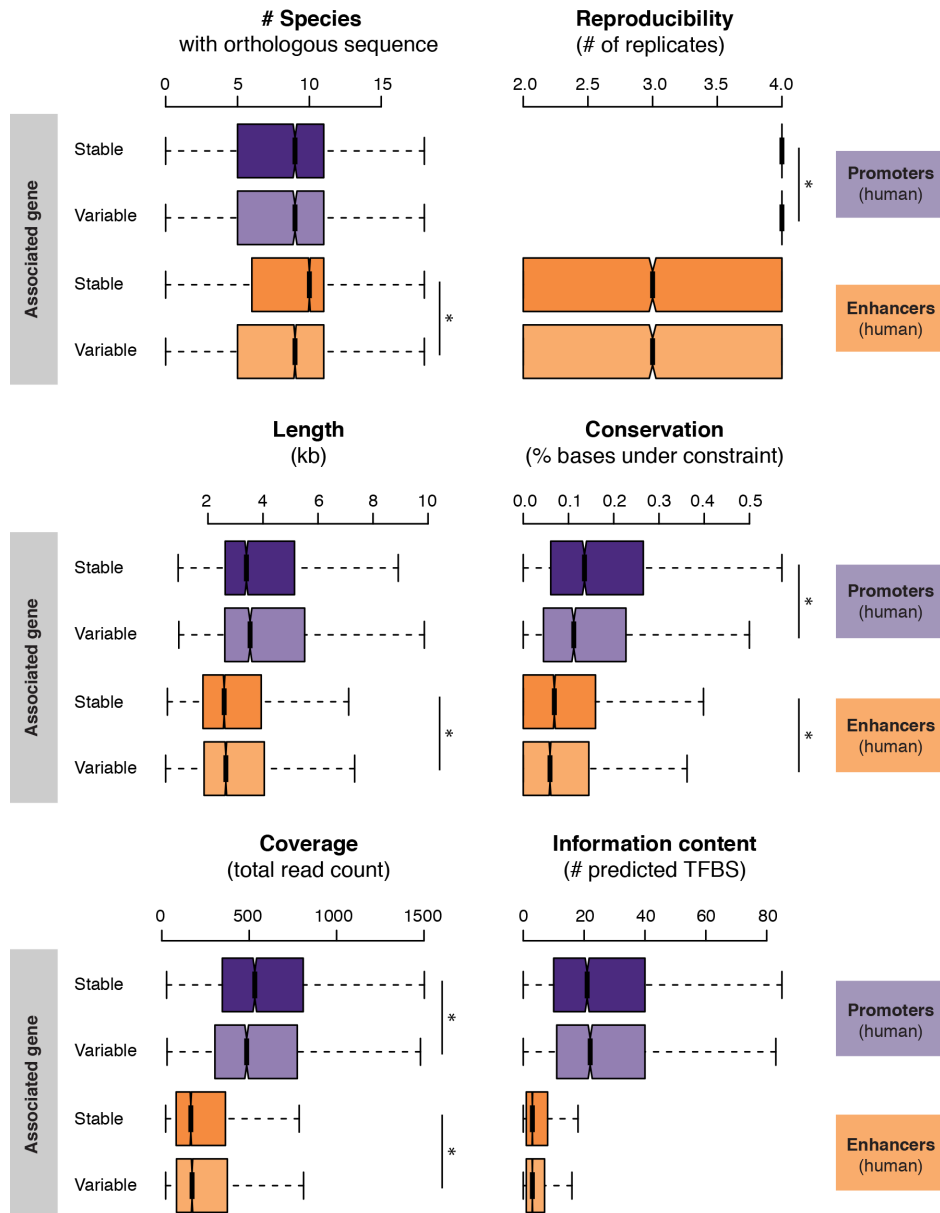 # Species
with orthologous sequence
0 5 10 15
Reproducibility
(# of replicates)
2.0 2.5 3.0 3.5 4.0
Associated gene
Stable
Variable
Stable
Variable
*
*
Promoters
(human)
Enhancers
(human)
Length
(kb)
2 4 6 8 10
Conservation
(% bases under constraint)
0.0 0.1 0.2 0.3 0.4 0.5
Associated gene
Stable
Variable
Stable
Variable
*
*
*
Promoters
(human)
Enhancers
(human)
Coverage
(total read count)
0 500 1000 1500
Information content
(# predicted TFBS)
0 20 40 60 80
Associated gene
Stable
Variable
Stable
Variable
*
*
Promoters
(human)
Enhancers
(human)